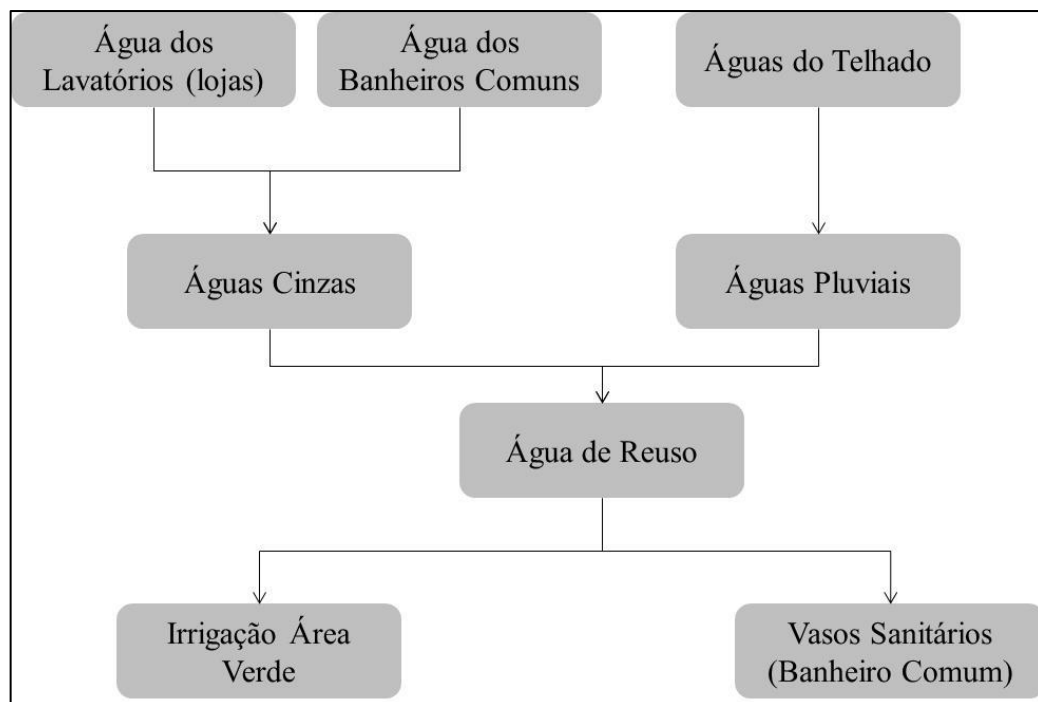 Água dos
Lavatórios (lojas)
Água dos
Banheiros Comuns
Águas do Telhado
Águas Cinzas
Águas Pluviais
Água de Reuso
Irrigação Área
Verde
Vasos Sanitários
(Banheiro Comum)